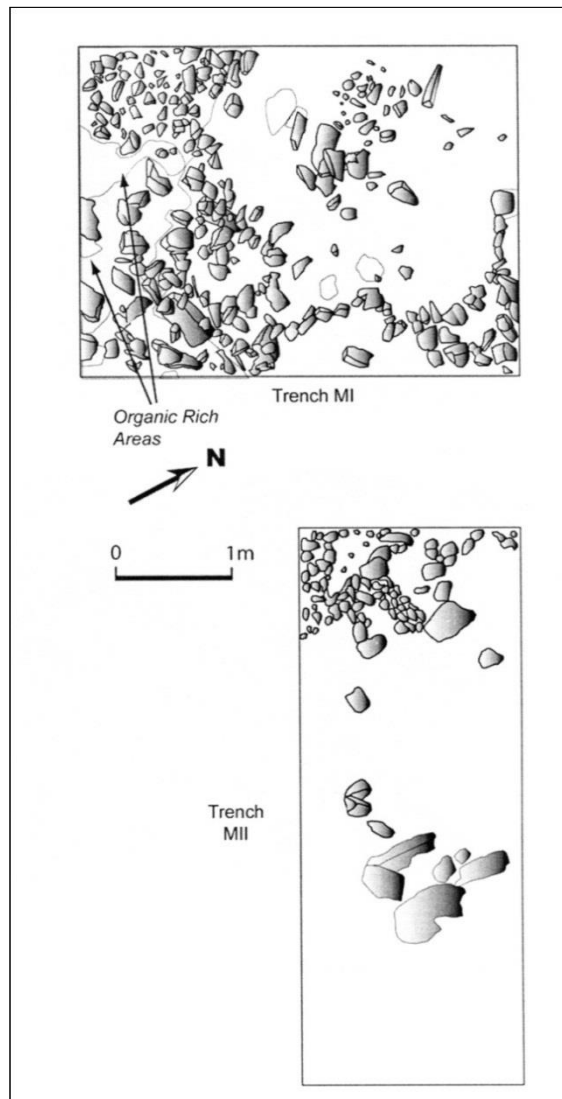 Trench MI
Organic Rich
Areas
N
0 1m
Trench
MII